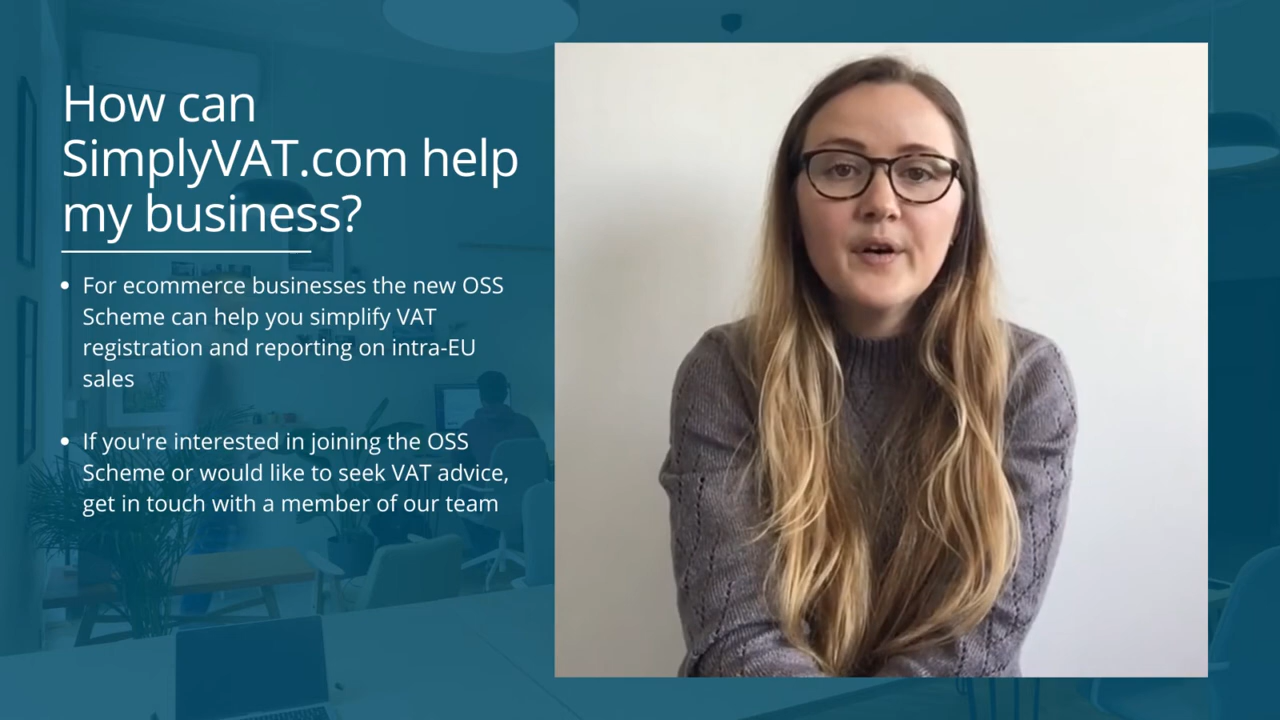 How can
SimplyVAT.com help
my business?
• For ecommerce businesses the new OSS
Scheme can help you simplify VAT
registration and reporting on intra-EU
sales
• If you're interested in joining the OSS
Scheme or would like to seek VAT advice,
get in touch with a member of our team